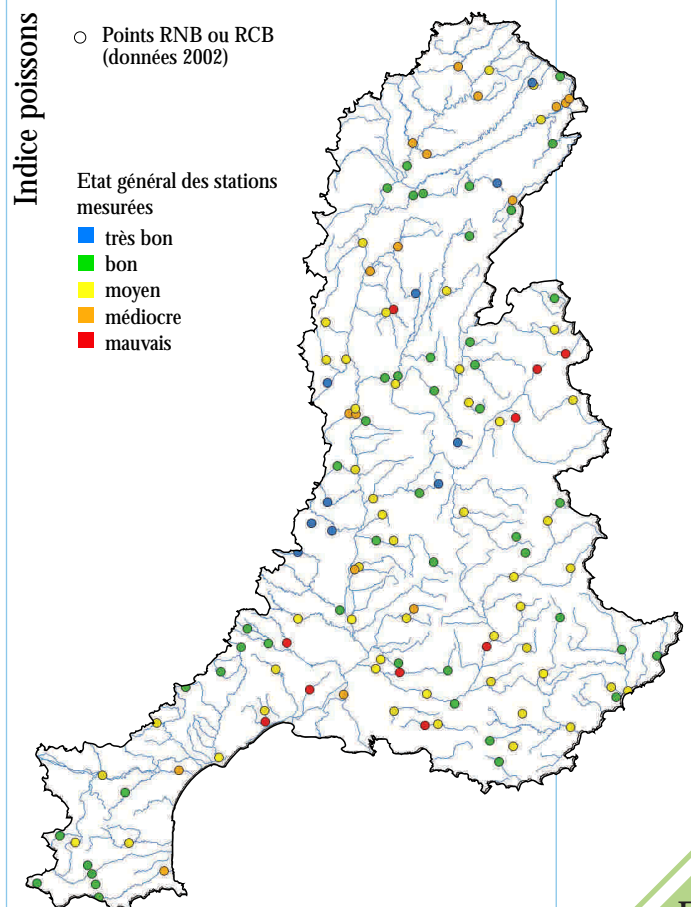 Indice poissons
Points RNB ou RCB
(données 2002)
Etat général des stations
mesurées
très bon
bon
moyen
médiocre
mauvais